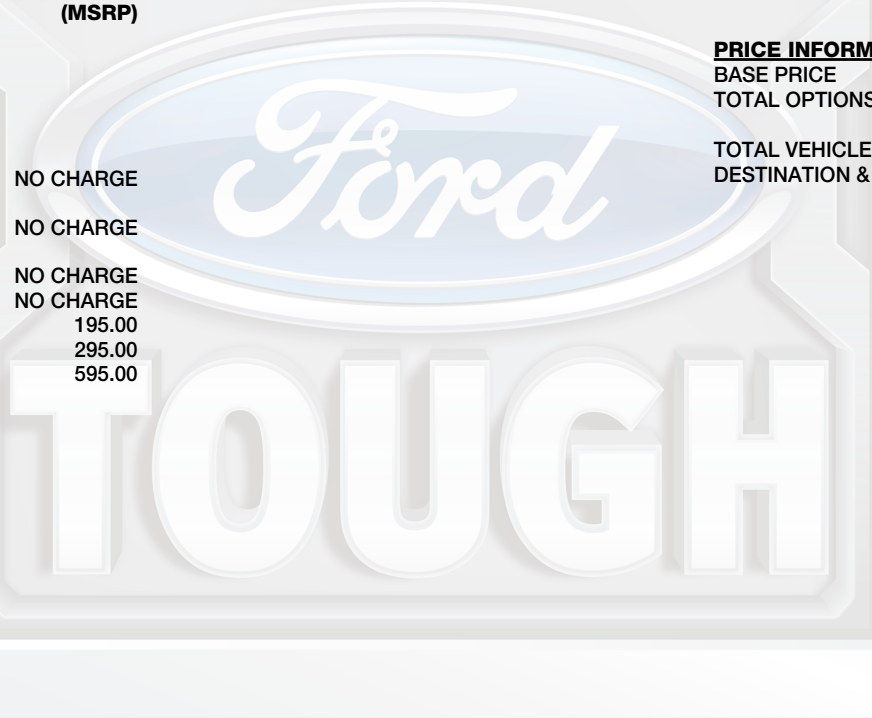 (MSRP)
NO CHARGE
NO CHARGE
NO CHARGE
NO CHARGE
195.00
295.00
595.00
PRICE INFORM
BASE PRICE
TOTAL OPTIONS
TOTAL VEHICLE
DESTINATION &
Ford
TOUGH